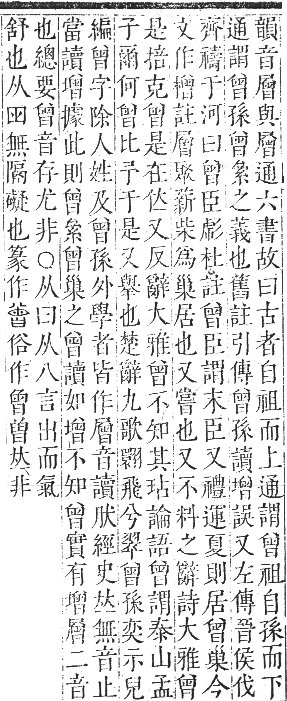 韻音層與層通六書故曰古者自祖而上通謂曾祖自孫而下
通謂曾孫曾系之義也舊註引傳曾孫讀增誤又左傳晉侯伐
齊禱于河曰曾臣彪杜註曾臣謂末臣又禮運夏則居曾巢今
文作橧註層聚薪柴為巢居也又嘗也又不料之辭詩大雅曾
是掊克曾是在位又反辭大雅曾不知其玷論語曾謂泰山孟
子爾何曾比予于是又舉也楚辭九歌翾飛兮翠曾孫奕示兒
編曾字除人姓及曾孫外學者皆作層音讀厭經史𠀤無音止
當讀增據此則曾系曾巢之曾讀如增不知曾實有增層二音
也總要曾音存尤非○从曰从八言出而氣
舒也从𡆧無隔礙也篆作曾俗作曽曾𠀤非